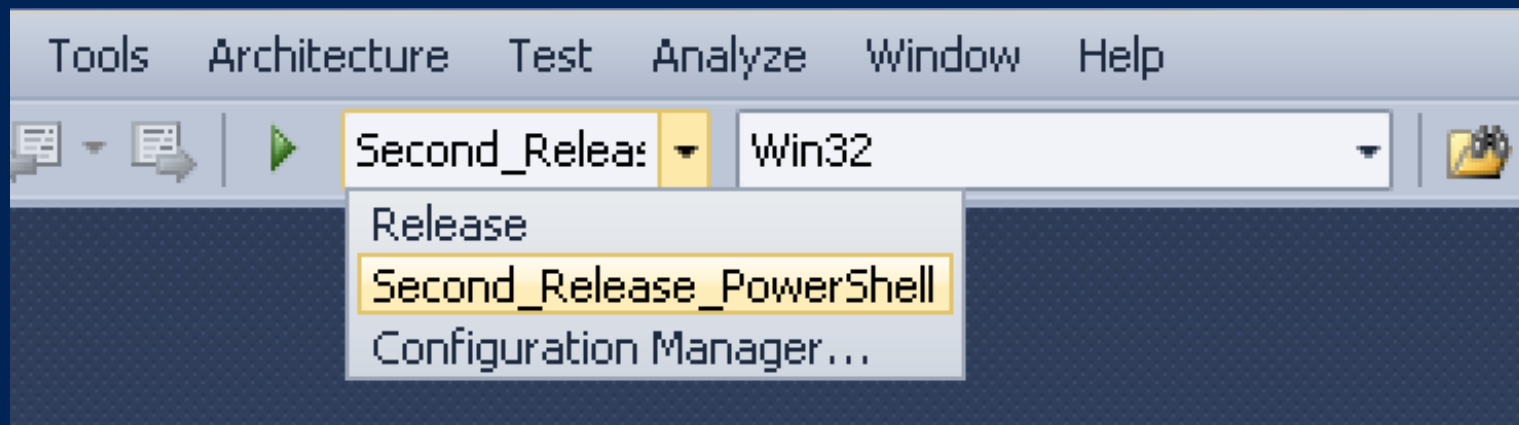 Tools Architecture Test Analyze Window Help
Second_Releas Win32
Release
Second_Release_PowerShell
Configuration Manager...